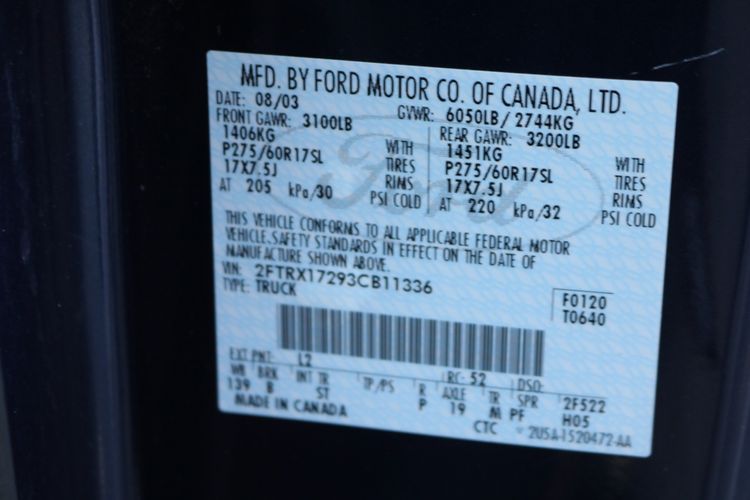 MFD. BY FORD MOTOR CO. OF CANADA, LTD.
DATE: 08/03 GVWR: 6050LB/ 2744KG
FRONT GAWR: 3100LB REAR GAWR: 3200LB
1406KG WITH 1451KG WITH
P275/60R17SL TIRES P275/60R17SL TIRES
17X7.5J RIMS 17X7.5J RIMS
AT 205 kPa/30 PSI COLD AT 220 kPa/32 PSI COLD
THIS VEHICLE CONFORMS TO ALL APPLICABLE FEDERAL MOTOR
VEHICLE SAFETY STANDARDS IN EFFECT ON THE DATE OF
MANUFACTURE SHOWN ABOVE.
VIN: 2FTRX17293CB11336
TYPE: TRUCK
F0120
T0640
EXT PNT: L2 RC: 52 DSO:
WB BRK INT TR TP/PS R AXLE TR SPR 2F522
139 B ST P 19 M PF H05
MADE IN CANADA CTC 2U5A-1520472-AA
Ford